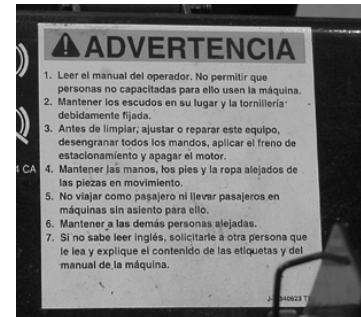 ADVERTENCIA
1. Leer el manual del operador. No permitir que
personas no capacitadas para ello usen la máquina.
2. Mantener los escudos en su lugar y la tornillería
debidamente fijada.
3. Antes de limpiar, ajustar o reparar este equipo,
desengranar todos los mandos, aplicar el freno de
estacionamiento y apagar el motor.
4. Mantener las manos, los pies y la ropa alejados de
las piezas en movimiento.
5. No viajar como pasajero ni llevar pasajeros en
máquinas sin asiento para ello.
6. Mantener a las demás personas alejadas.
7. Si no sabe leer inglés, solicitarle a otra persona que
le lea y explique el contenido de las etiquetas y del
manual de la máquina.
4 CA